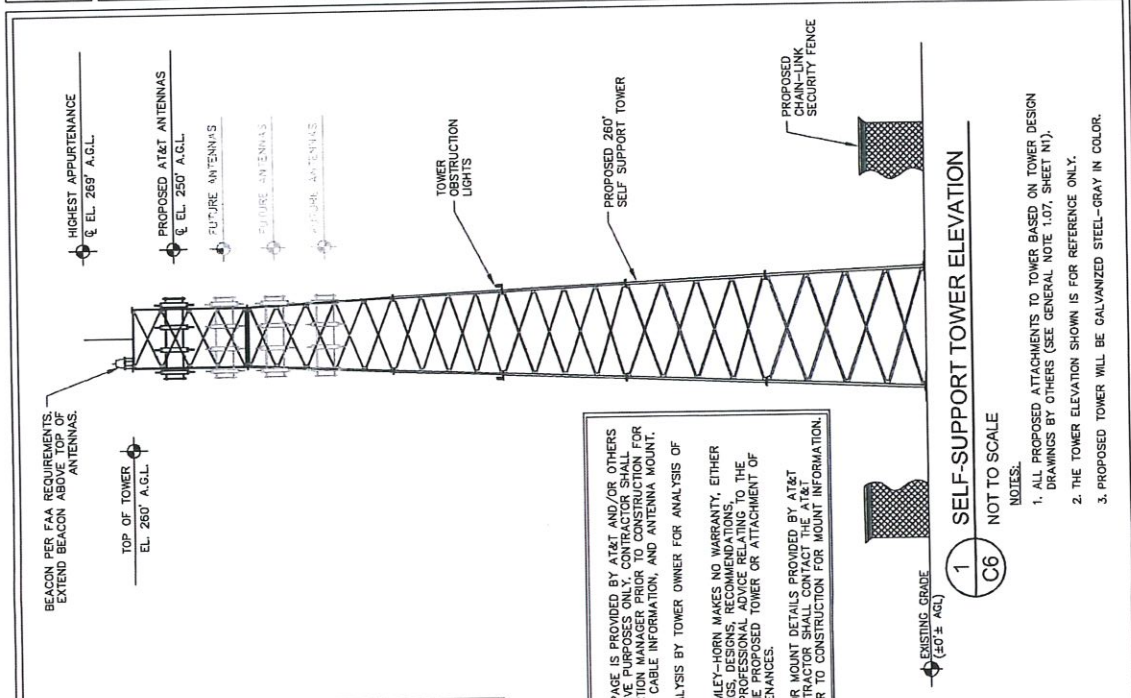 BEACON PER FAA REQUIREMENTS.
EXTEND BEACON ABOVE TOP OF
ANTENNAS.
TOP OF TOWER
EL. 260' A.G.L.
HIGHEST APPURTENANCE
℄ EL. 269' A.G.L.
PROPOSED AT&T ANTENNAS
℄ EL. 250' A.G.L.
FUTURE ANTENNAS
FUTURE ANTENNAS
FUTURE ANTENNAS
TOWER
OBSTRUCTION
LIGHTS
PROPOSED 260'
SELF SUPPORT TOWER
PROPOSED
CHAIN-LINK
SECURITY FENCE
PAGE IS PROVIDED BY AT&T AND/OR OTHERS
VE PURPOSES ONLY. CONTRACTOR SHALL
TION MANAGER PRIOR TO CONSTRUCTION FOR
CABLE INFORMATION, AND ANTENNA MOUNT.
ALYSIS BY TOWER OWNER FOR ANALYSIS OF
MLEY-HORN MAKES NO WARRANTY, EITHER
GS, DESIGNS, RECOMMENDATIONS,
PROFESSIONAL ADVICE RELATING TO THE
E PROPOSED TOWER OR ATTACHMENT OF
ENANCES.
R MOUNT DETAILS PROVIDED BY AT&T
TRACTOR SHALL CONTACT THE AT&T
R TO CONSTRUCTION FOR MOUNT INFORMATION.
EXISTING GRADE
(±0'± AGL)
1
C6
SELF-SUPPORT TOWER ELEVATION
NOT TO SCALE
NOTES:
1. ALL PROPOSED ATTACHMENTS TO TOWER BASED ON TOWER DESIGN
DRAWINGS BY OTHERS (SEE GENERAL NOTE 1.07, SHEET N1).
2. THE TOWER ELEVATION SHOWN IS FOR REFERENCE ONLY.
3. PROPOSED TOWER WILL BE GALVANIZED STEEL-GRAY IN COLOR.